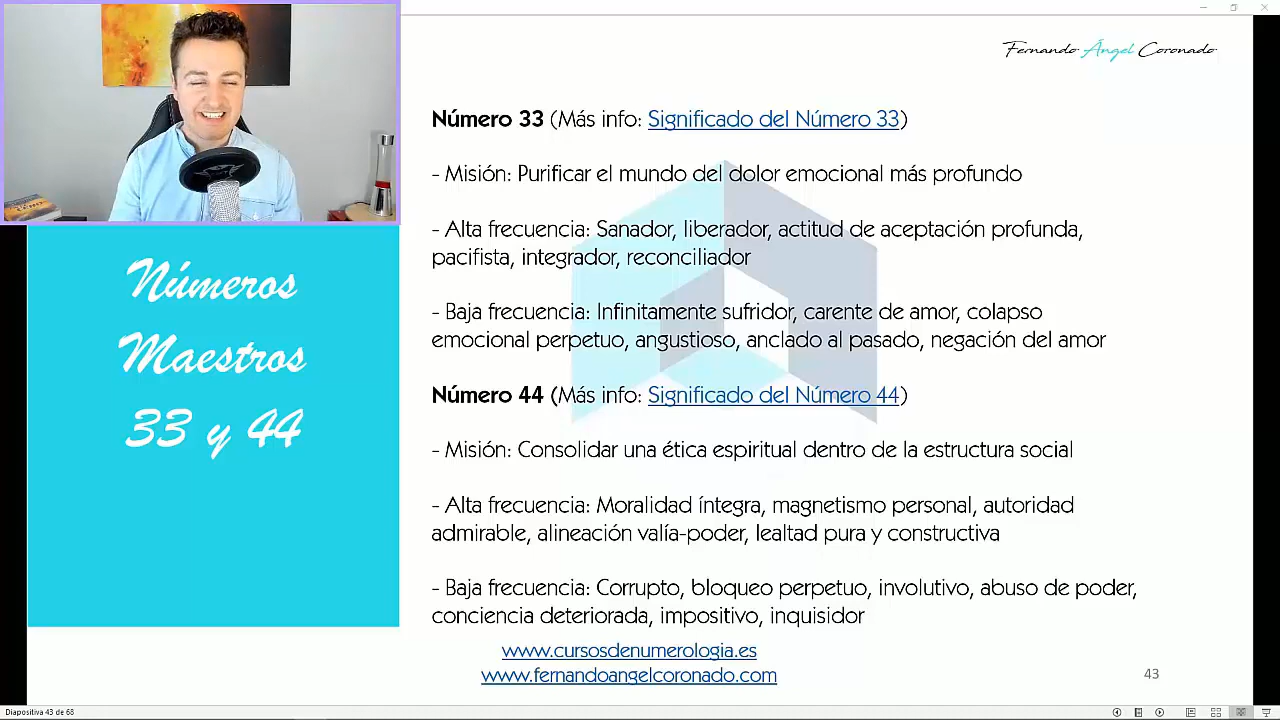 Fernando Ángel Coronado
Número 33 (Más info: Significado del Número 33)
- Misión: Purificar el mundo del dolor emocional más profundo
- Alta frecuencia: Sanador, liberador, actitud de aceptación profunda,
pacifista, integrador, reconciliador
- Baja frecuencia: Infinitamente sufridor, carente de amor, colapso
emocional perpetuo, angustioso, anclado al pasado, negación del amor
Números
Maestros
33 y 44
Número 44 (Más info: Significado del Número 44)
- Misión: Consolidar una ética espiritual dentro de la estructura social
- Alta frecuencia: Moralidad íntegra, magnetismo personal, autoridad
admirable, alineación valía-poder, lealtad pura y constructiva
- Baja frecuencia: Corrupto, bloqueo perpetuo, involutivo, abuso de poder,
conciencia deteriorada, impositivo, inquisidor
www.cursosdenumerologia.es
www.fernandoangelcoronado.com
43
Diapositiva 43 de 68